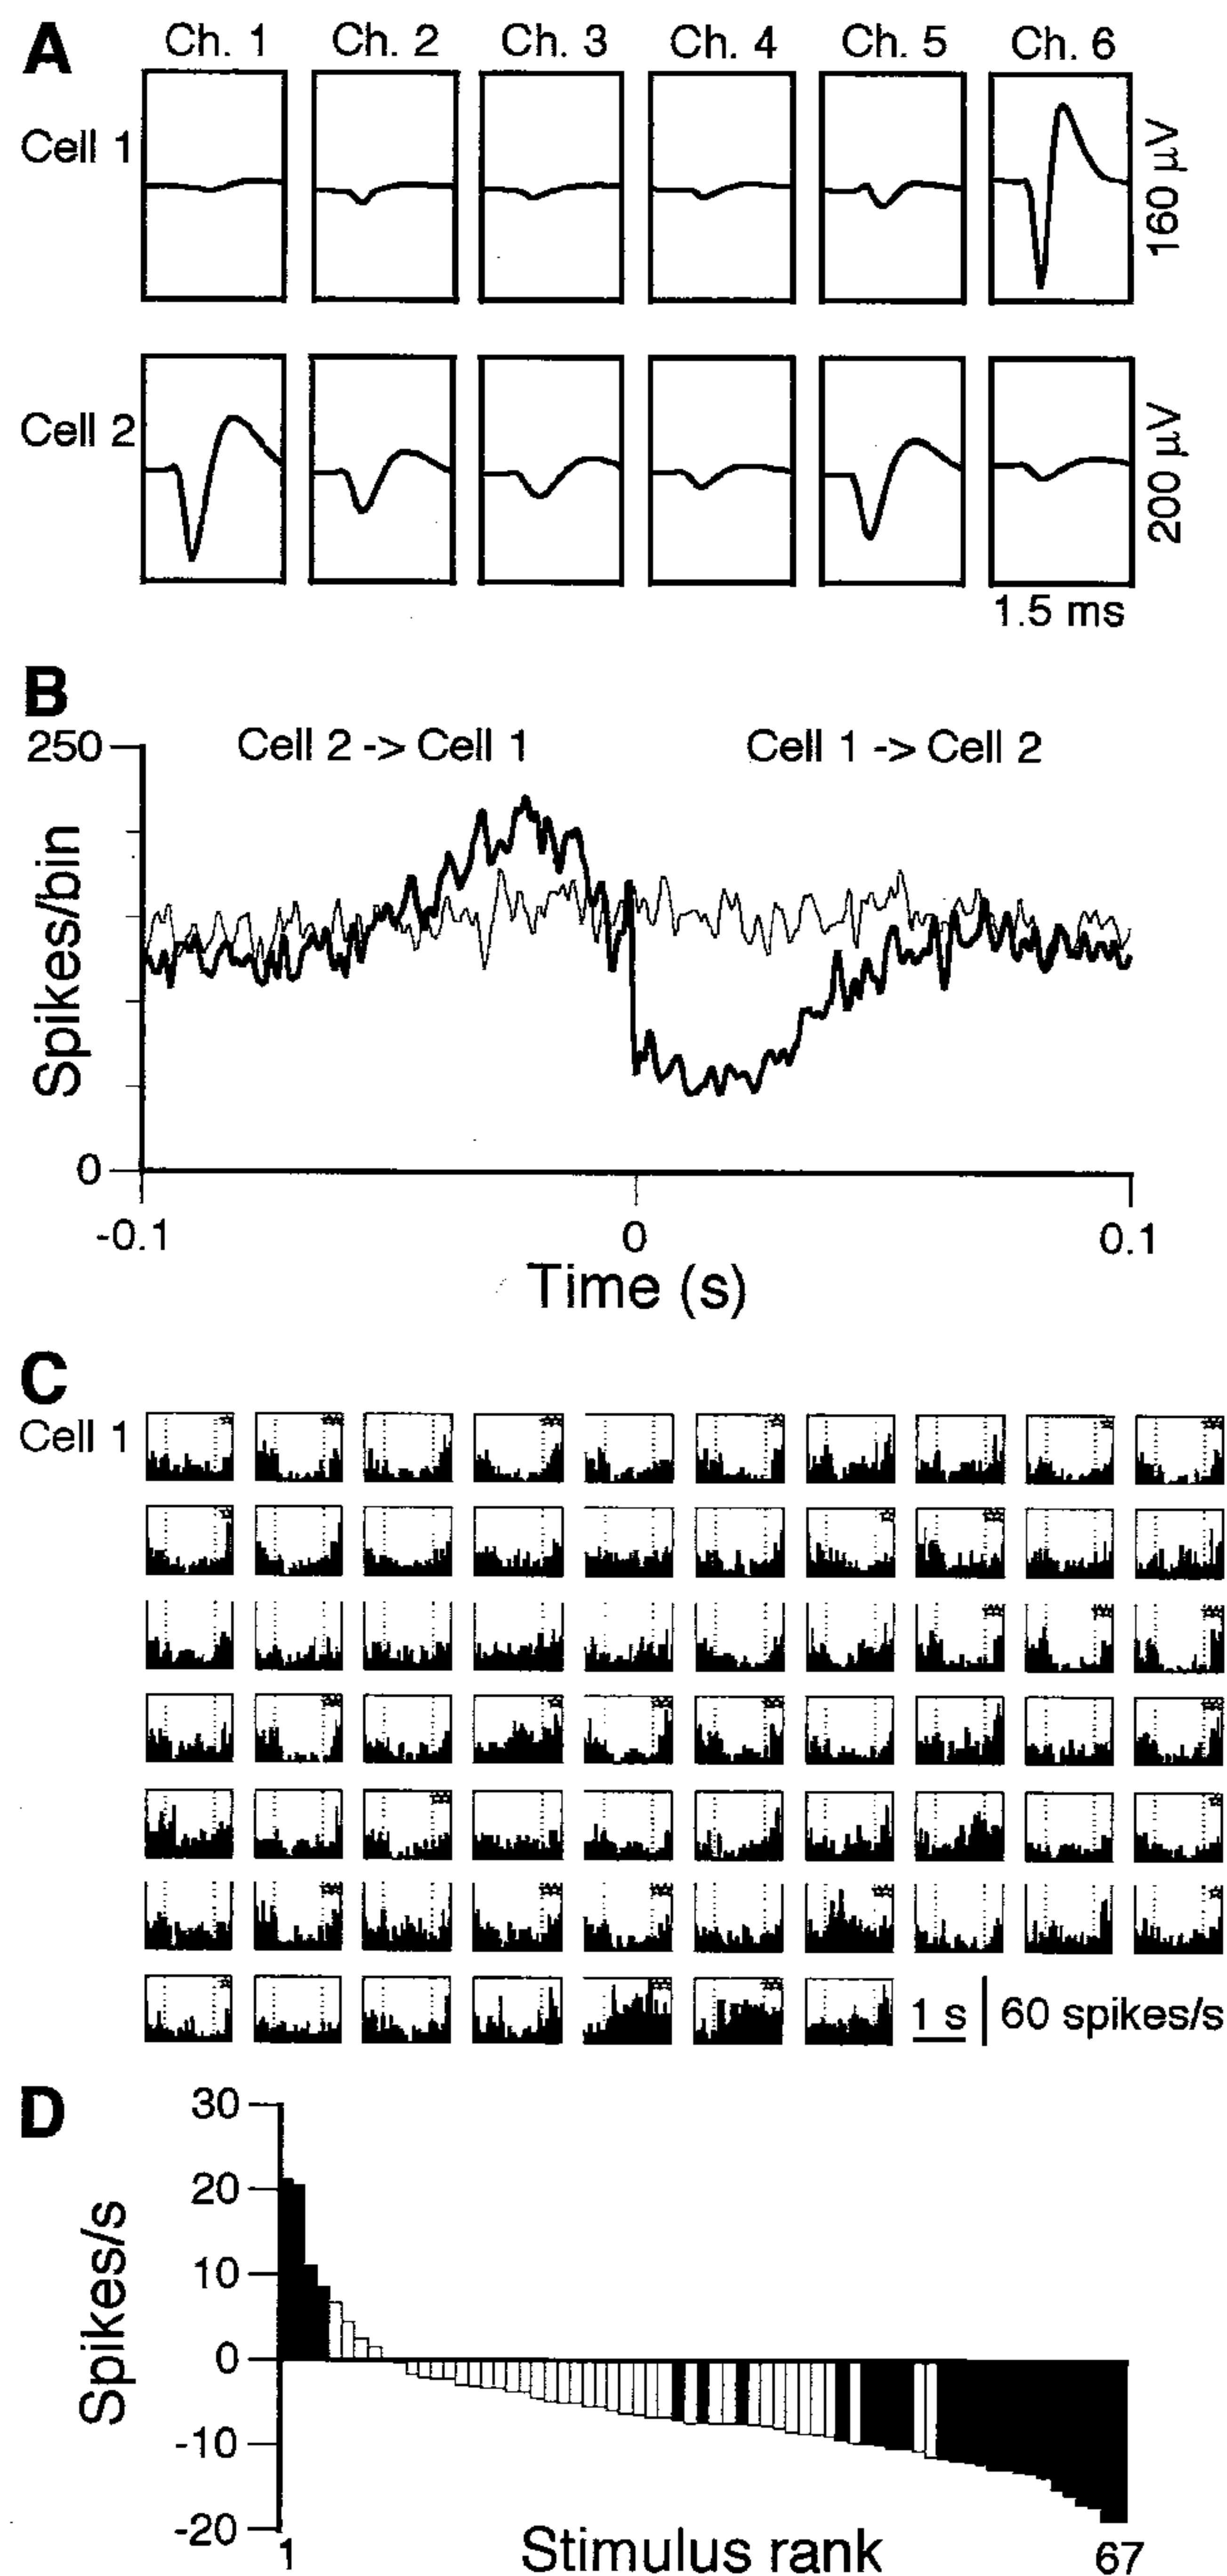 A
Ch. 1 Ch. 2 Ch. 3 Ch. 4 Ch. 5 Ch. 6
Cell 1
160 µV
Cell 2
200 µV
1.5 ms
B
250
Cell 2 -> Cell 1
Cell 1 -> Cell 2
Spikes/bin
0
-0.1
0
0.1
Time (s)
C
Cell 1
1 s
60 spikes/s
D
30
20
10
0
-10
-20
Spikes/s
1
Stimulus rank
67